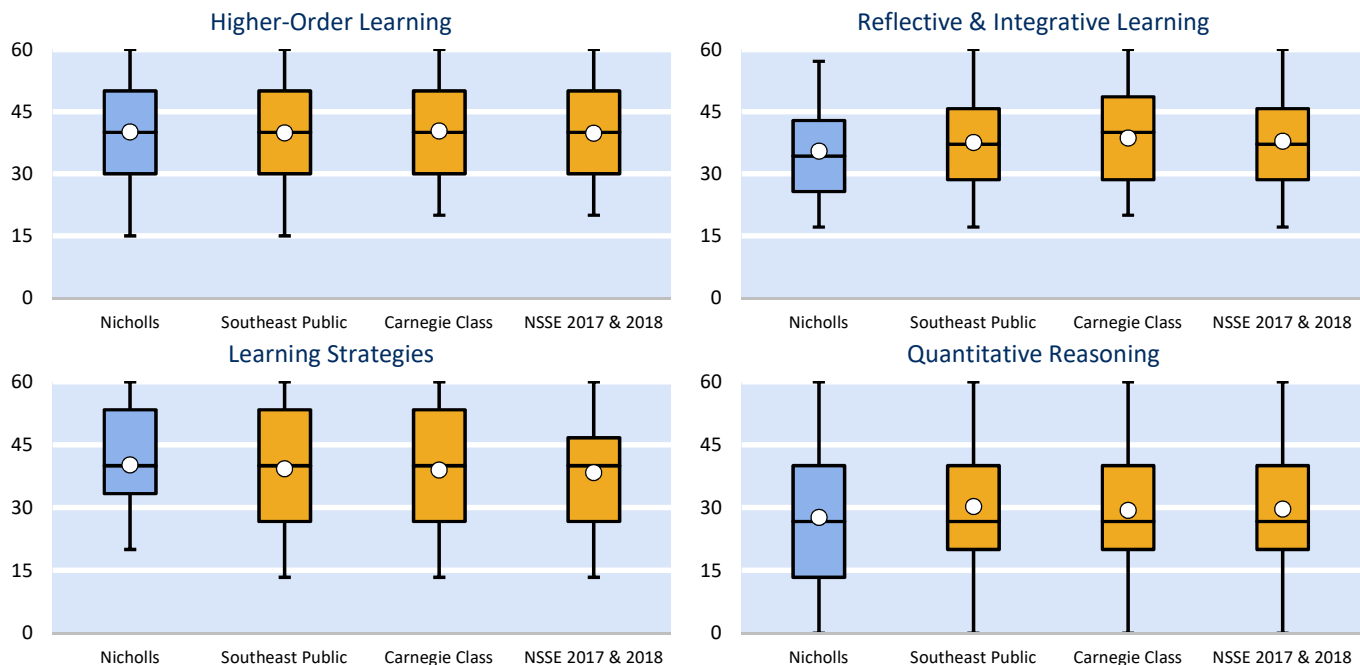 Higher-Order Learning
60
45
30
15
0
Nicholls Southeast Public Carnegie Class NSSE 2017 & 2018
Reflective & Integrative Learning
60
45
30
15
0
Nicholls Southeast Public Carnegie Class NSSE 2017 & 2018
Learning Strategies
60
45
30
15
0
Nicholls Southeast Public Carnegie Class NSSE 2017 & 2018
Quantitative Reasoning
60
45
30
15
0
Nicholls Southeast Public Carnegie Class NSSE 2017 & 2018